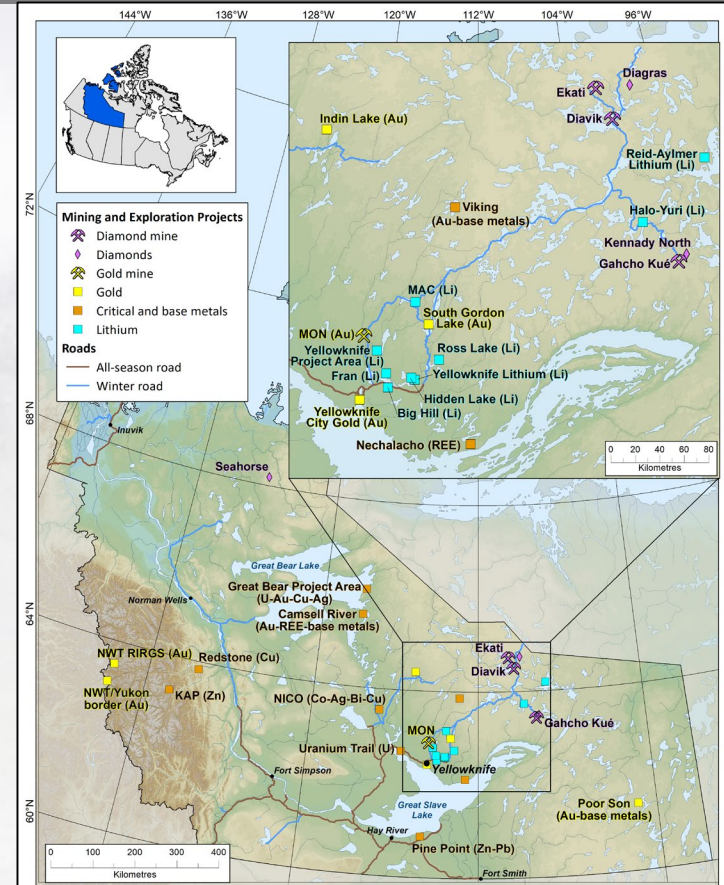 144°W
136°W
128°W
120°W
112°W
104°W
96°W
72°N
68°N
64°N
60°N
Mining and Exploration Projects
Diamond mine
Diamonds
Gold mine
Gold
Critical and base metals
Lithium
Roads
All-season road
Winter road
Indin Lake (Au)
Ekati
Diagras
Diavik
Reid-Aylmer
Lithium (Li)
Viking
(Au-base metals)
Halo-Yuri (Li)
Kennady North
Gahcho Kué
MAC (Li)
South Gordon
Lake (Au)
MON (Au)
Yellowknife
Project Area (Li)
Ross Lake (Li)
Fran (Li)
Yellowknife Lithium (Li)
Hidden Lake (Li)
Big Hill (Li)
Yellowknife
City Gold (Au)
Nechalacho (REE)
0 20 40 60 80
Kilometres
Inuvik
Seahorse
Great Bear Lake
Norman Wells
Great Bear Project Area
(U-Au-Cu-Ag)
Camsell River
(Au-REE-base metals)
NWT RIRGS (Au)
Redstone (Cu)
NWT/Yukon
border (Au)
KAP (Zn)
NICO (Co-Ag-Bi-Cu)
Ekati
Diavik
Gahcho Kué
MON
Uranium Trail (U)
Yellowknife
Fort Simpson
Great Slave
Lake
Hay River
Pine Point (Zn-Pb)
Poor Son
(Au-base metals)
Fort Smith
0 100 200 300 400
Kilometres